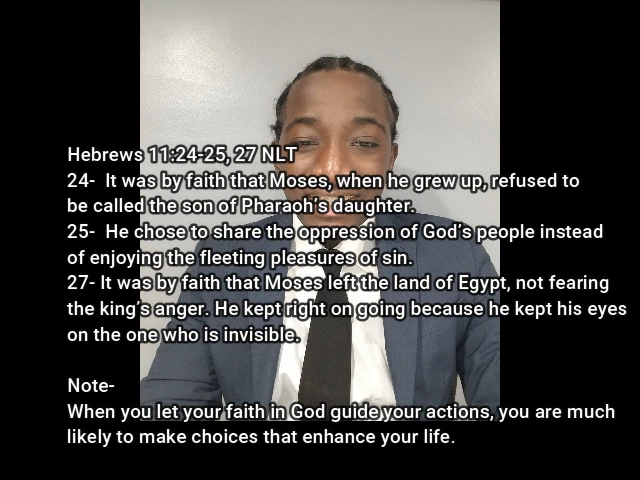 Hebrews 11:24-25, 27 NLT
24- It was by faith that Moses, when he grew up, refused to
be called the son of Pharaoh's daughter.
25- He chose to share the oppression of God's people instead
of enjoying the fleeting pleasures of sin.
27- It was by faith that Moses left the land of Egypt, not fearing
the king's anger. He kept right on going because he kept his eyes
on the one who is invisible.
Note-
When you let your faith in God guide your actions, you are much
likely to make choices that enhance your life.